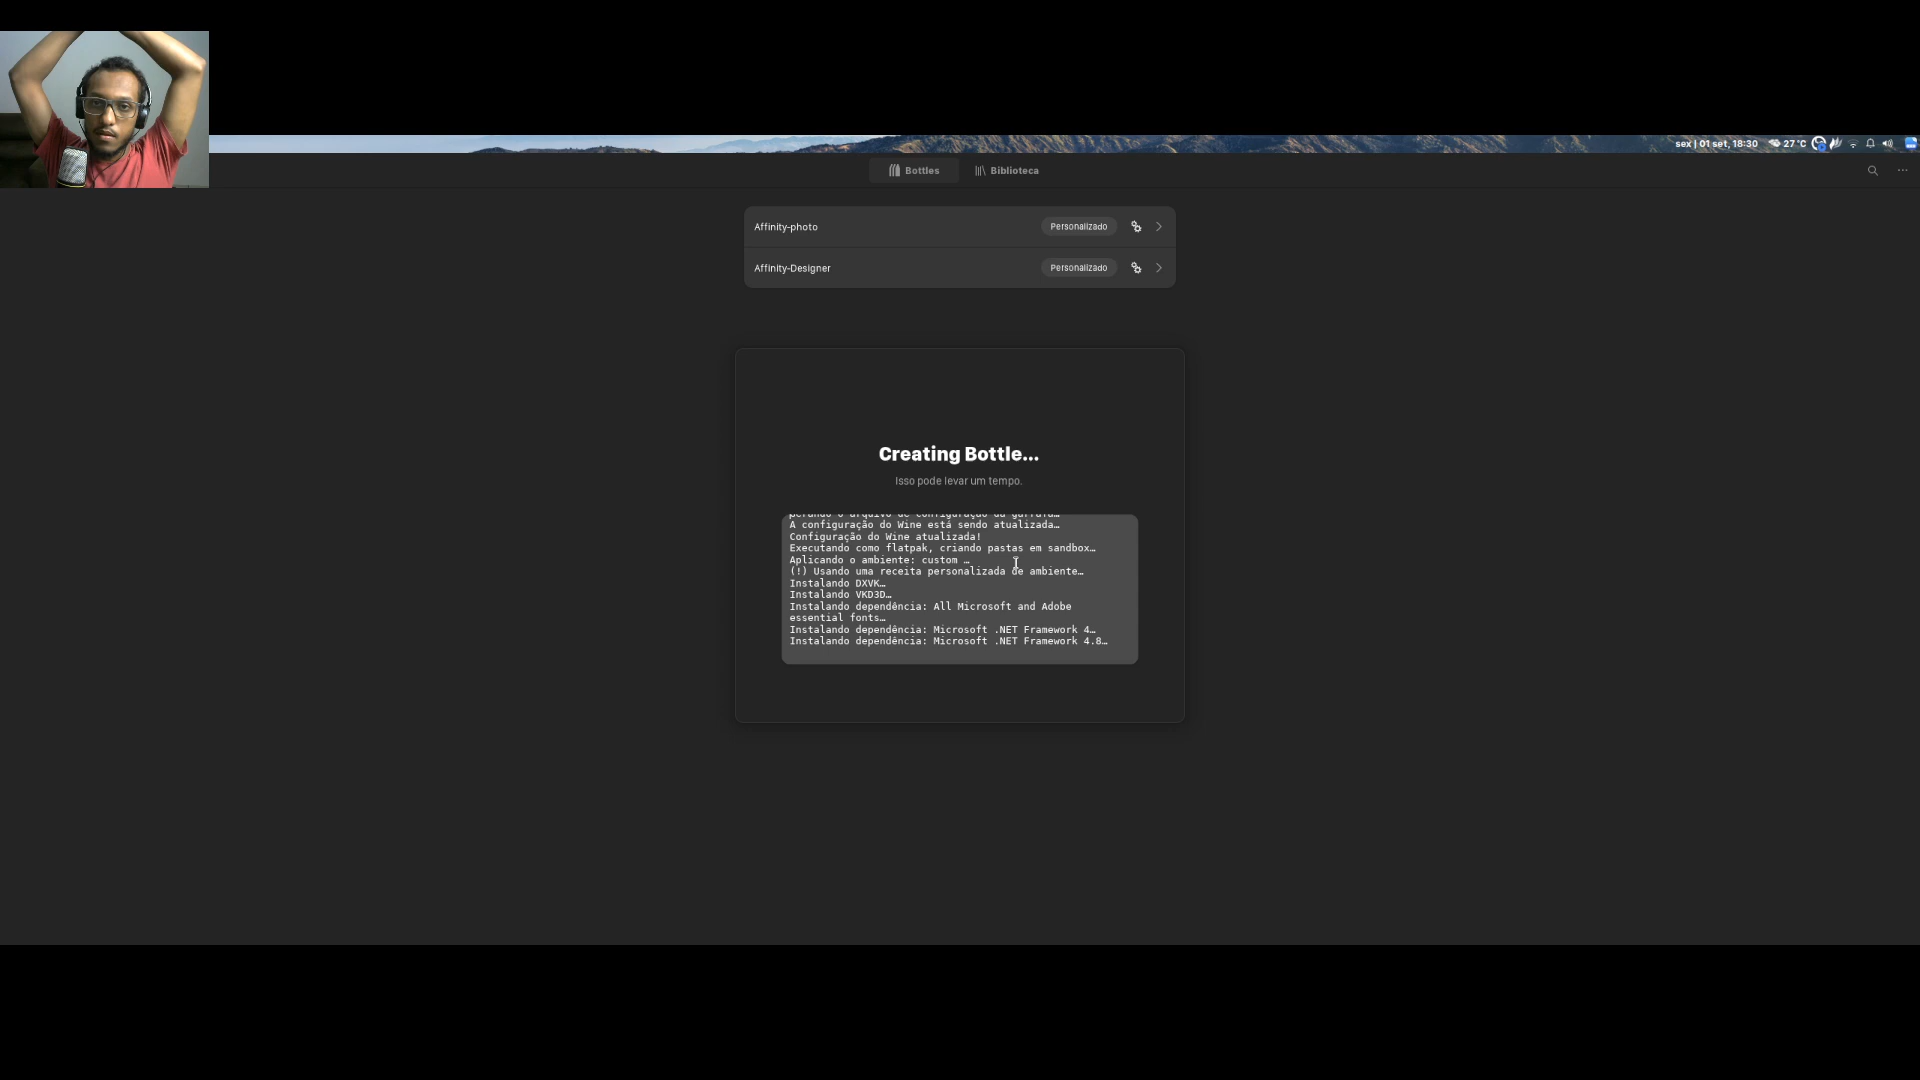 sex | 01 set, 18:30
27 °C
Bottles
Biblioteca
Affinity-photo
Personalizado
Affinity-Designer
Personalizado
Creating Bottle...
Isso pode levar um tempo.
A configuração do Wine está sendo atualizada…
Configuração do Wine atualizada!
Executando como flatpak, criando pastas em sandbox…
Aplicando o ambiente: custom …
(!) Usando uma receita personalizada de ambiente…
Instalando DXVK…
Instalando VKD3D…
Instalando dependência: All Microsoft and Adobe
essential fonts…
Instalando dependência: Microsoft .NET Framework 4…
Instalando dependência: Microsoft .NET Framework 4.8…